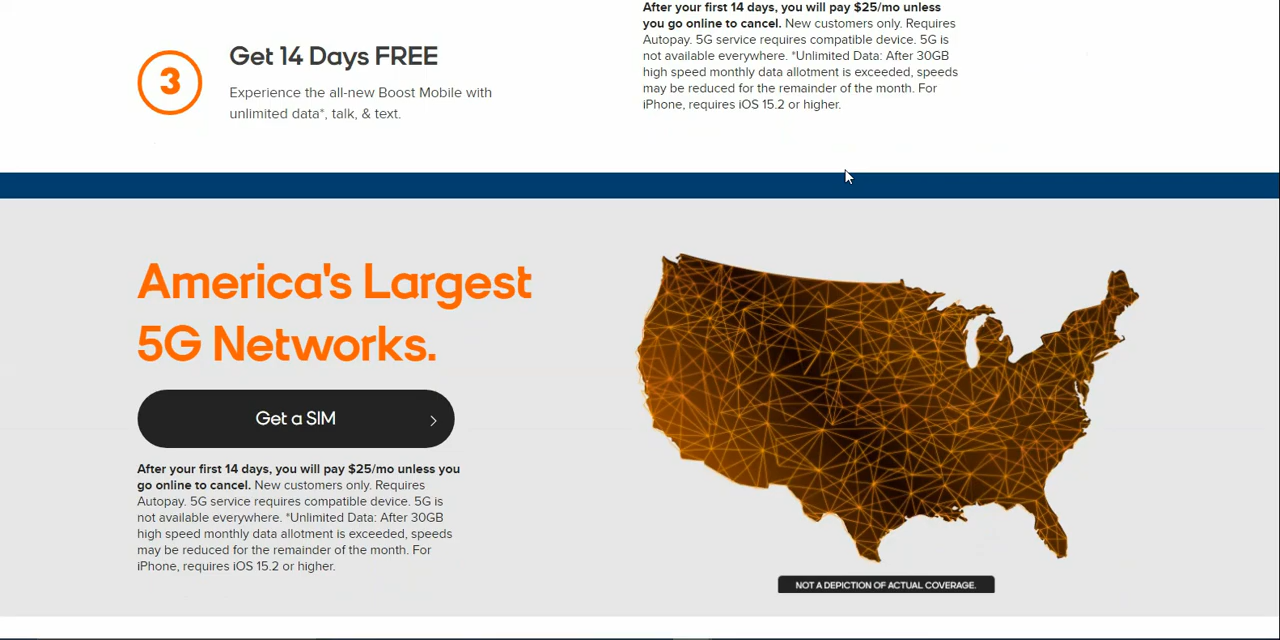 3
Get 14 Days FREE
Experience the all-new Boost Mobile with
unlimited data*, talk, & text.
After your first 14 days, you will pay $25/mo unless
you go online to cancel. New customers only. Requires
Autopay. 5G service requires compatible device. 5G is
not available everywhere. *Unlimited Data: After 30GB
high speed monthly data allotment is exceeded, speeds
may be reduced for the remainder of the month. For
iPhone, requires iOS 15.2 or higher.
America's Largest
5G Networks.
Get a SIM
After your first 14 days, you will pay $25/mo unless you
go online to cancel. New customers only. Requires
Autopay. 5G service requires compatible device. 5G is
not available everywhere. *Unlimited Data: After 30GB
high speed monthly data allotment is exceeded, speeds
may be reduced for the remainder of the month. For
iPhone, requires iOS 15.2 or higher.
NOT A DEPICTION OF ACTUAL COVERAGE.